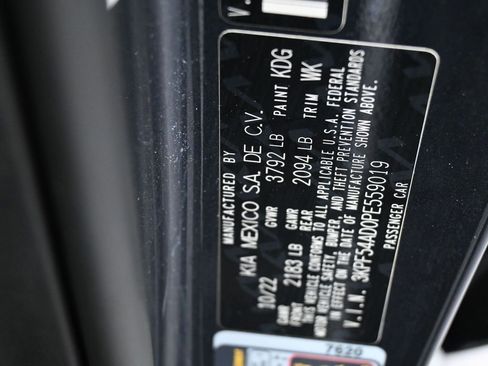 MANUFACTURED BY
KIA MEXICO S.A. DE C.V.
10/22 GVWR 3792 LB PAINT KDG
GAWR FRONT 2183 LB GAWR REAR 2094 LB TRIM WK
THIS VEHICLE CONFORMS TO ALL APPLICABLE U.S.A. FEDERAL
MOTOR VEHICLE SAFETY, BUMPER, AND THEFT PREVENTION STANDARDS
IN EFFECT ON THE DATE OF MANUFACTURE SHOWN ABOVE.
V.I.N. 3KPF54AD0PE559019
PASSENGER CAR
7620